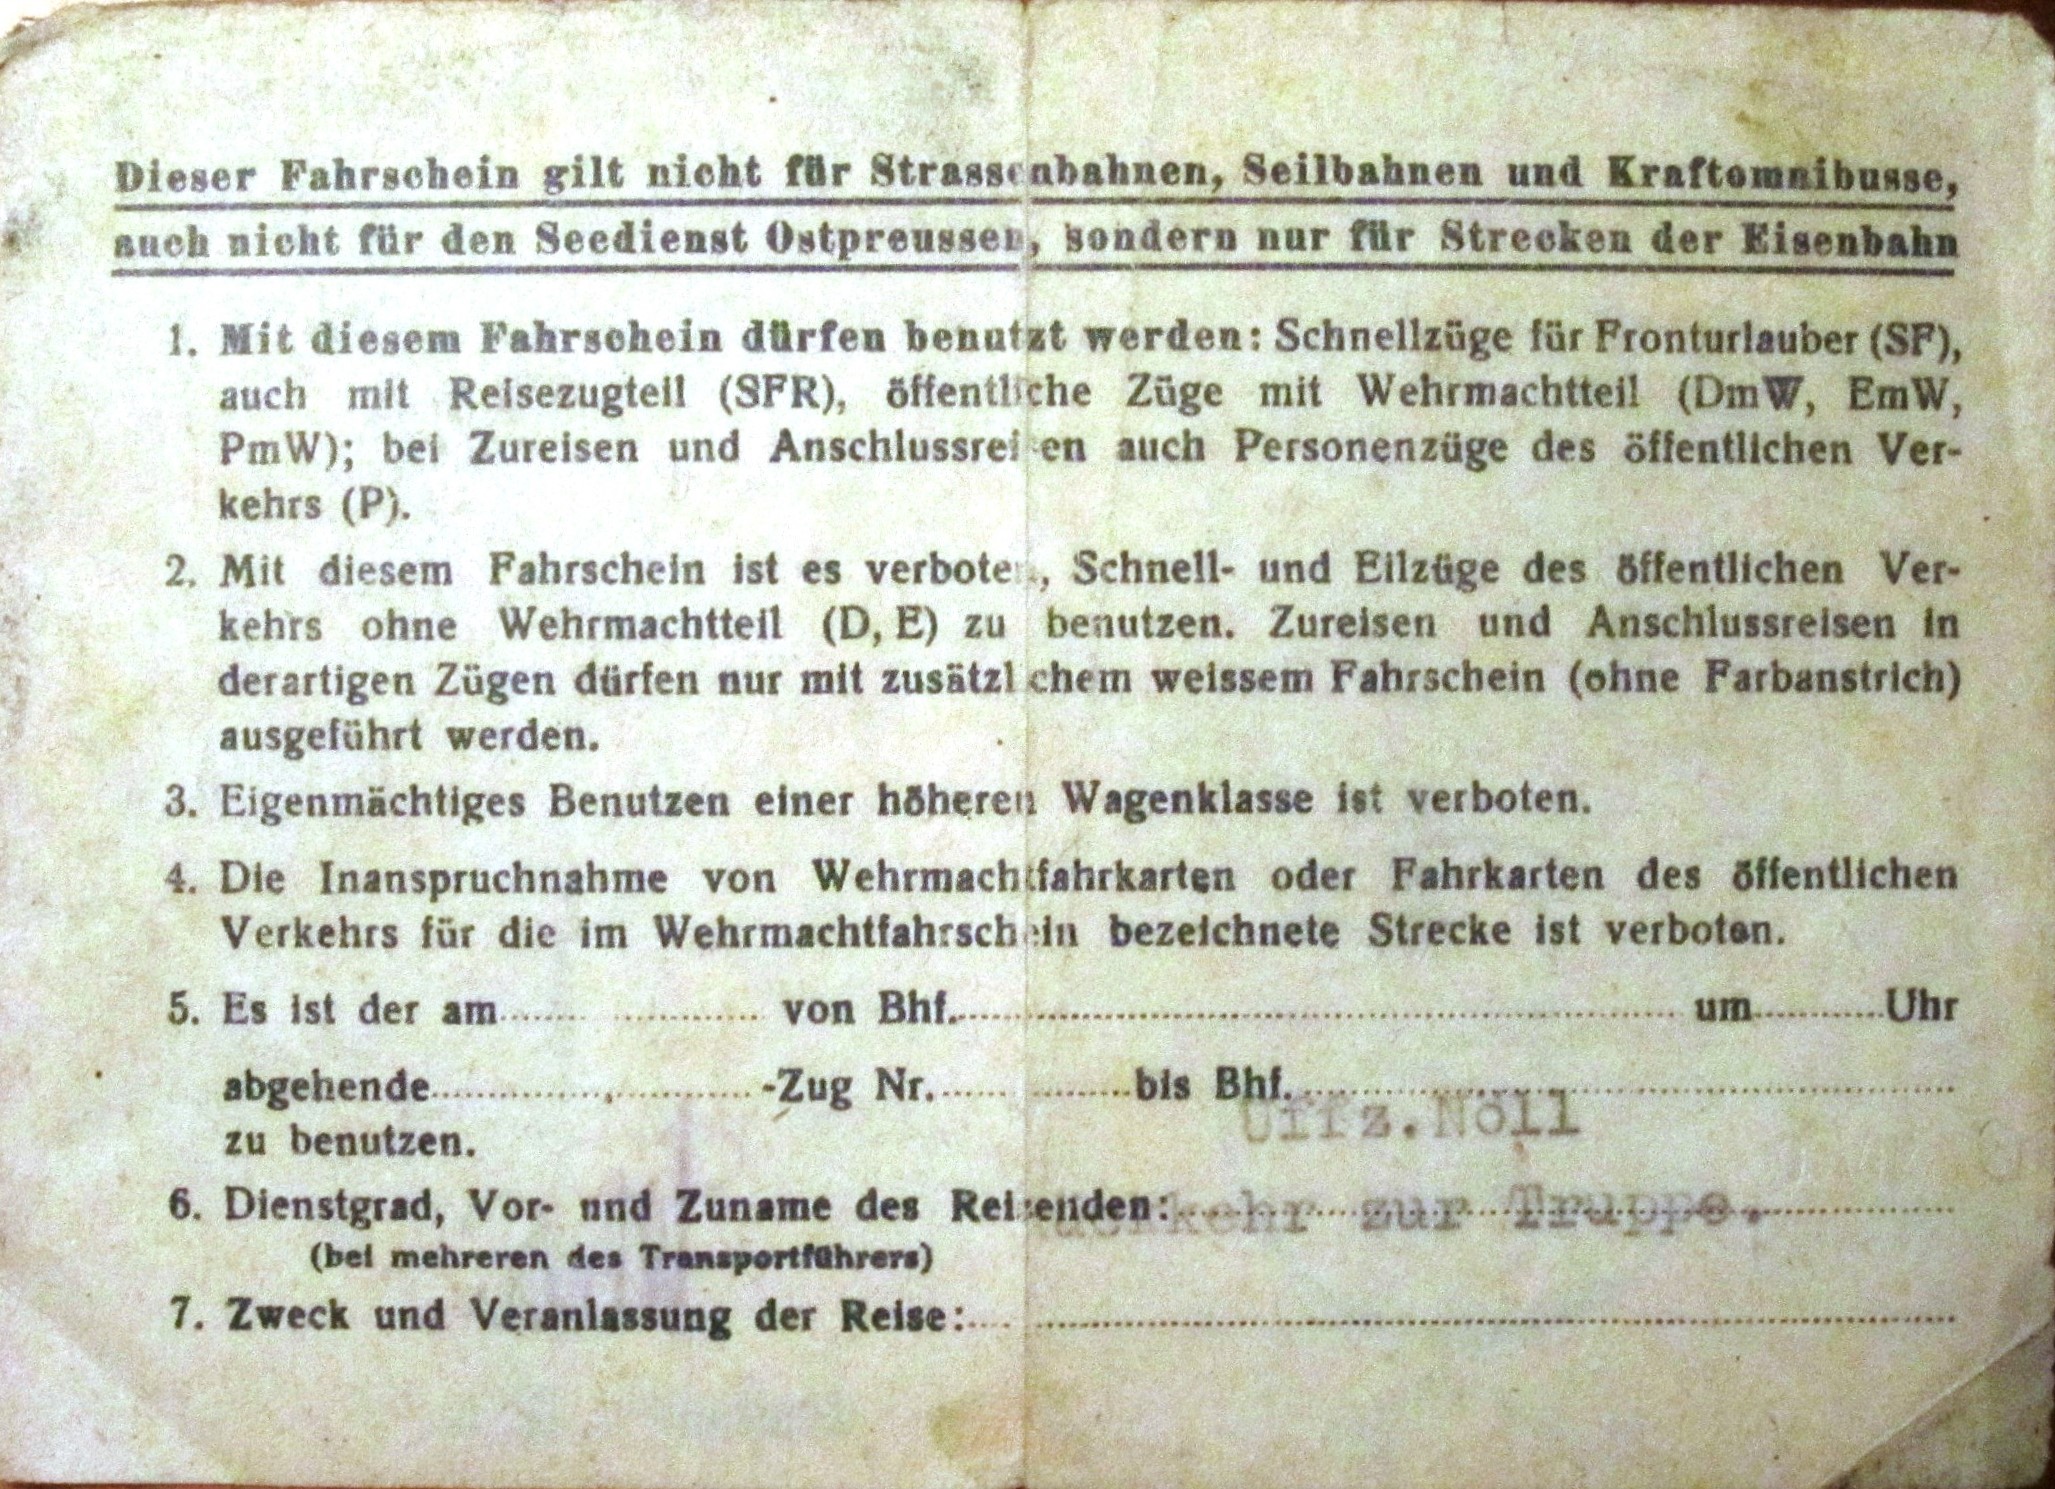 Dieser Fahrschein gilt nicht für Strassenbahnen, Seilbahnen und Kraftomnibusse,
auch nicht für den Seedienst Ostpreussen, sondern nur für Strecken der Eisenbahn
1. Mit diesem Fahrschein dürfen benutzt werden: Schnellzüge für Fronturlauber (SF),
auch mit Reisezugteil (SFR), öffentliche Züge mit Wehrmachtteil (DmW, EmW,
PmW); bei Zureisen und Anschlussreisen auch Personenzüge des öffentlichen Ver-
kehrs (P).
2. Mit diesem Fahrschein ist es verboten, Schnell- und Eilzüge des öffentlichen Ver-
kehrs ohne Wehrmachtteil (D, E) zu benutzen. Zureisen und Anschlussreisen in
derartigen Zügen dürfen nur mit zusätzlichem weissem Fahrschein (ohne Farbanstrich)
ausgeführt werden.
3. Eigenmächtiges Benutzen einer höheren Wagenklasse ist verboten.
4. Die Inanspruchnahme von Wehrmachtfahrkarten oder Fahrkarten des öffentlichen
Verkehrs für die im Wehrmachtfahrschein bezeichnete Strecke ist verboten.
5. Es ist der am von Bhf. um Uhr
abgehende -Zug Nr. bis Bhf.
Uffz. Nöll
zu benutzen.
6. Dienstgrad, Vor- und Zuname des Reisenden: zur Truppe.
(bei mehreren des Transportführers)
7. Zweck und Veranlassung der Reise: